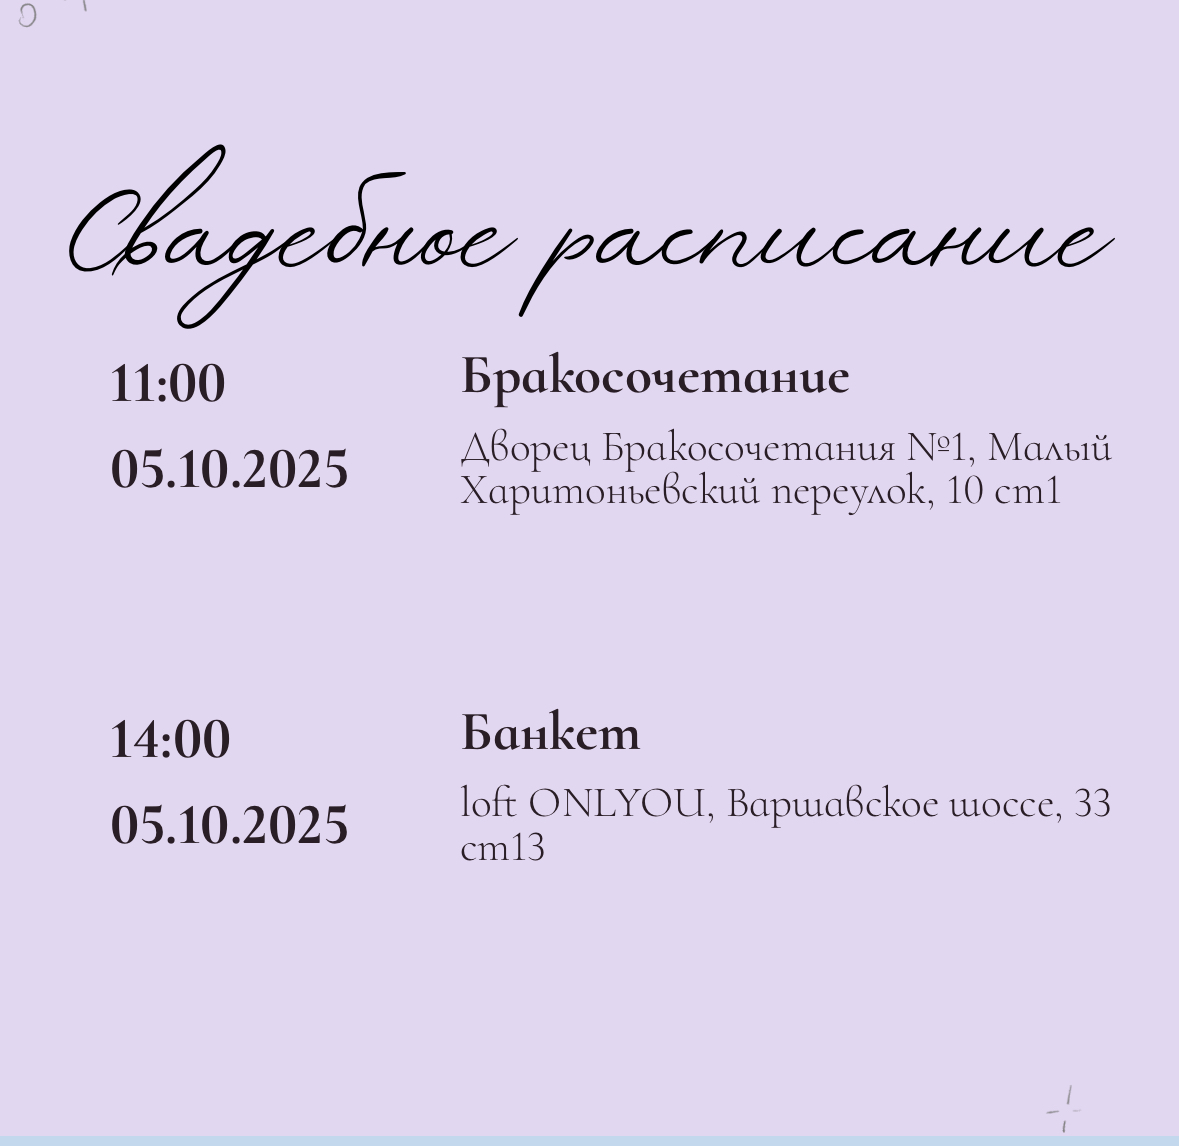 Свадебное расписание
11:00
Бракосочетание
05.10.2025
Дворец Бракосочетания №1, Малый
Харитоньевский переулок, 10 ст1
14:00
Банкет
05.10.2025
loft ONLYOU, Варшавское шоссе, 33
ст13